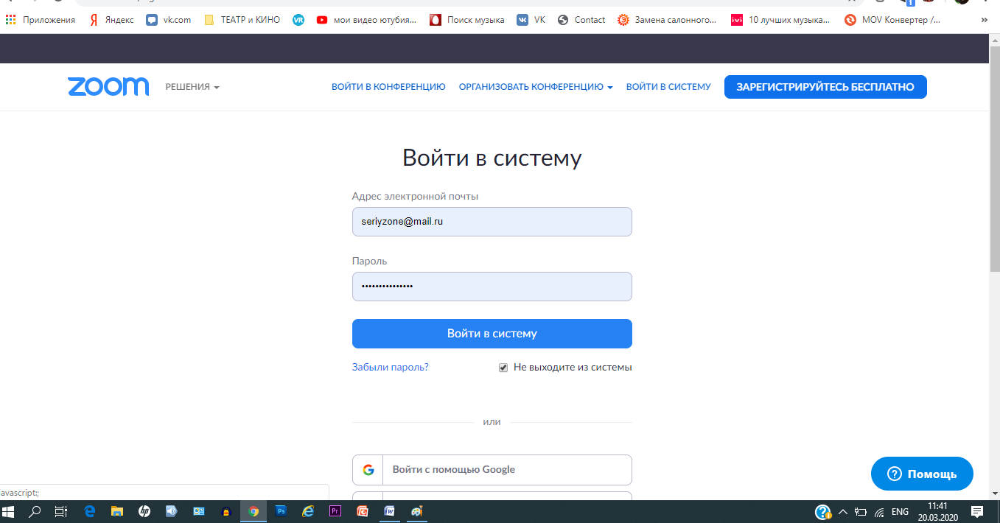 Приложения Яндекс vk.com ТЕАТР и КИНО VR мои видео ютубия... Поиск музыка VK Contact Замена салонного... ivi 10 лучших музыка... MOV Конвертер /... »
zoom РЕШЕНИЯ ВОЙТИ В КОНФЕРЕНЦИЮ ОРГАНИЗОВАТЬ КОНФЕРЕНЦИЮ ВОЙТИ В СИСТЕМУ ЗАРЕГИСТРИРУЙТЕСЬ БЕСПЛАТНО
Войти в систему
Адрес электронной почты
seriyzone@mail.ru
Пароль
•••••••••••••••
Войти в систему
Забыли пароль? Не выходите из системы
или
Войти с помощью Google
Помощь
avascript:;
ENG 11:41
20.03.2020